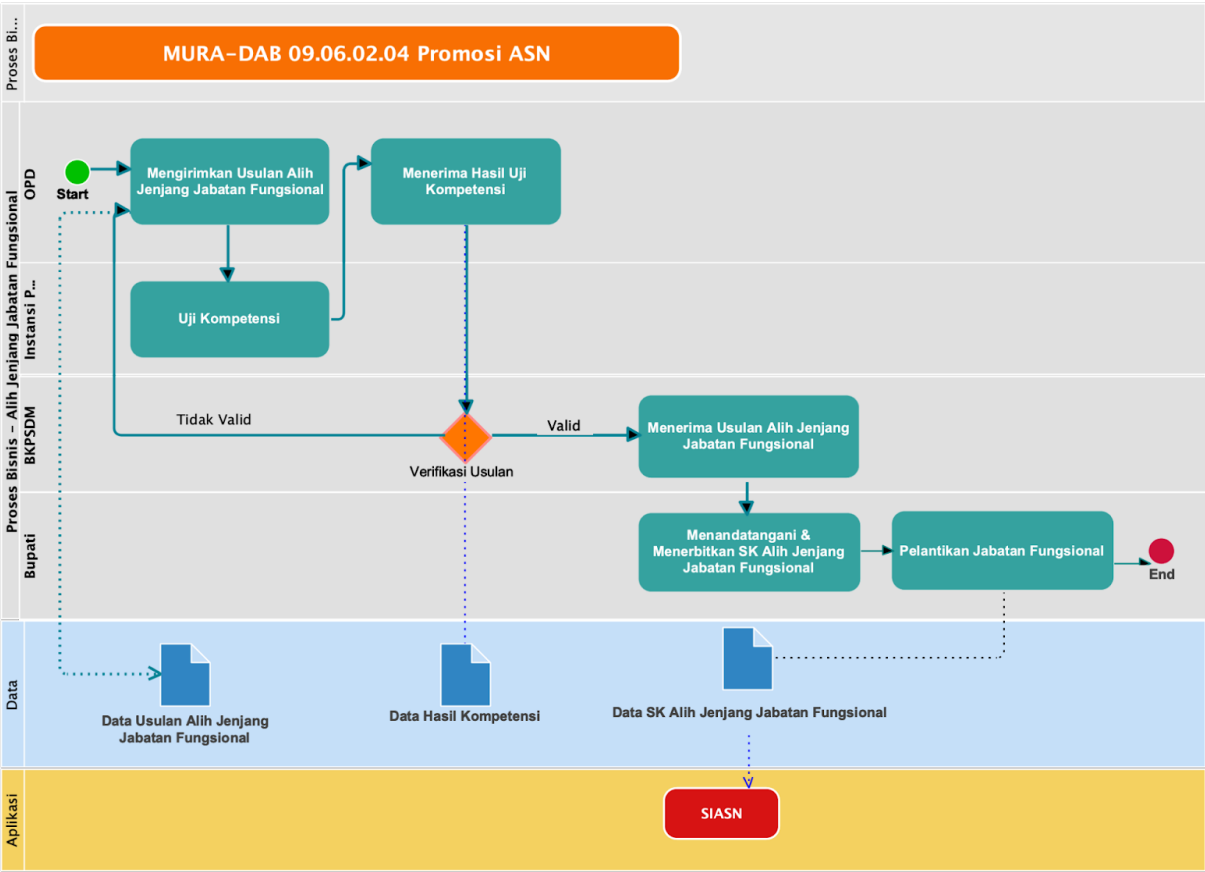 Proses Bi...
MURA-DAB 09.06.02.04 Promosi ASN
Proses Bisnis - Alih Jenjang Jabatan Fungsional
OPD
Start
Mengirimkan Usulan Alih
Jenjang Jabatan Fungsional
Menerima Hasil Uji
Kompetensi
Instansi P...
Uji Kompetensi
BKPSDM
Tidak Valid
Verifikasi Usulan
Valid
Menerima Usulan Alih Jenjang
Jabatan Fungsional
Bupati
Menandatangani &
Menerbitkan SK Alih Jenjang
Jabatan Fungsional
Pelantikan Jabatan Fungsional
End
Data
Data Usulan Alih Jenjang
Jabatan Fungsional
Data Hasil Kompetensi
Data SK Alih Jenjang Jabatan Fungsional
Aplikasi
SIASN